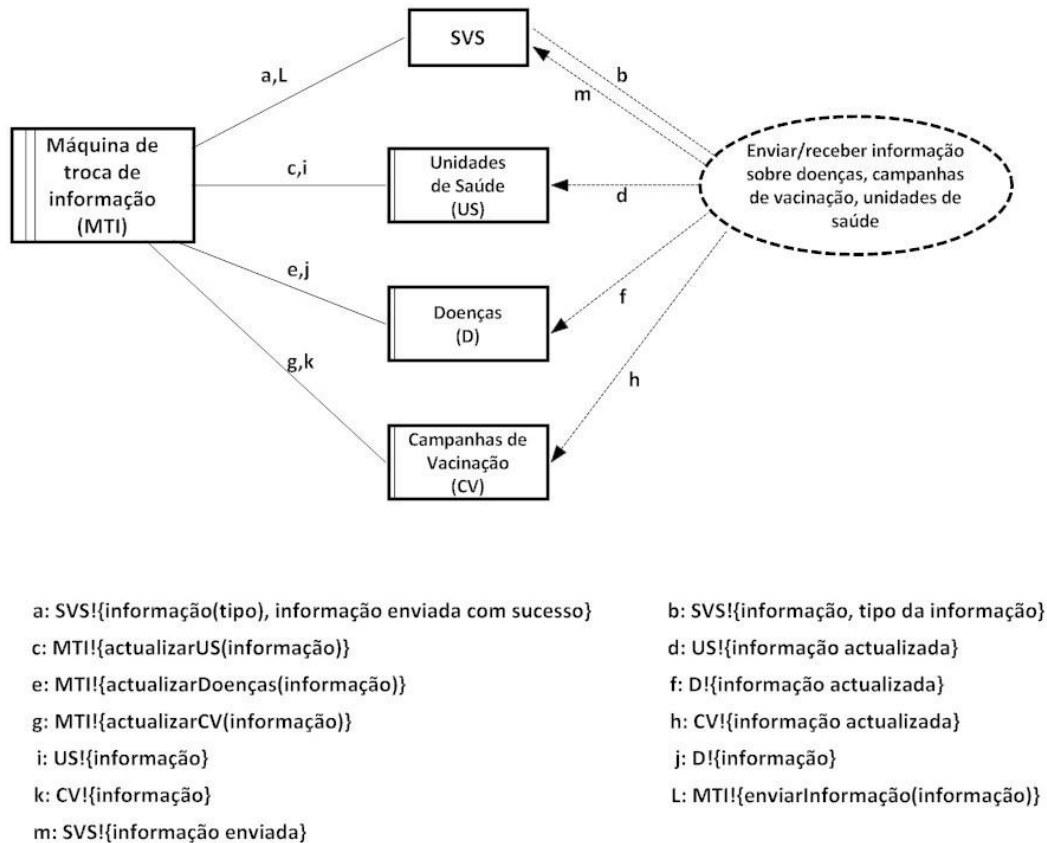 SVS
a,L
b
m
Máquina de
troca de
informação
(MTI)
c,i
Unidades
de Saúde
(US)
d
Enviar/receber informação
sobre doenças, campanhas
de vacinação, unidades de
saúde
e,j
Doenças
(D)
f
g,k
h
Campanhas de
Vacinação
(CV)
a: SVS!{informação(tipo), informação enviada com sucesso}
b: SVS!{informação, tipo da informação}
c: MTI!{actualizarUS(informação)}
d: US!{informação actualizada}
e: MTI!{actualizarDoenças(informação)}
f: D!{informação actualizada}
g: MTI!{actualizarCV(informação)}
h: CV!{informação actualizada}
i: US!{informação}
j: D!{informação}
k: CV!{informação}
L: MTI!{enviarInformação(informação)}
m: SVS!{informação enviada}